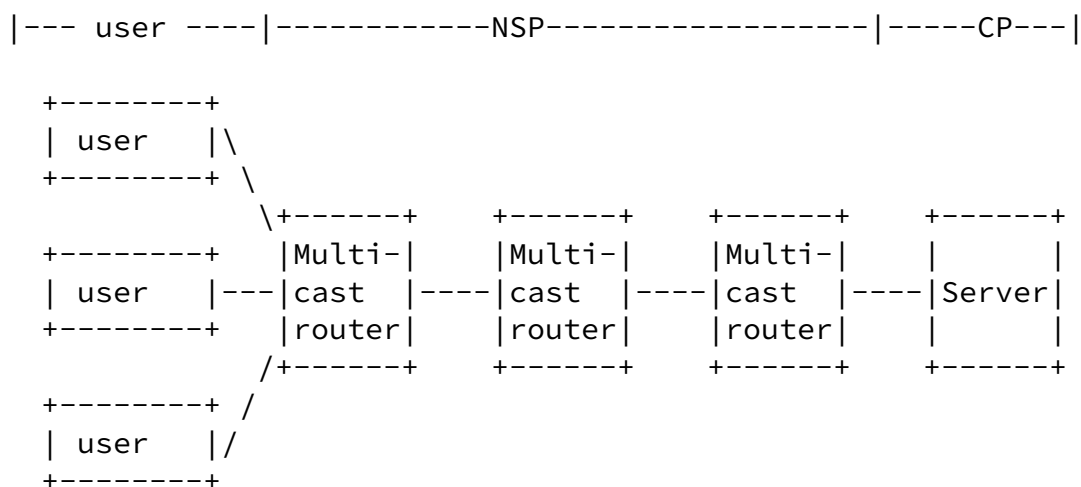 |--- user ----|------------NSP------------------|-----CP---|

  +--------+
  | user   |\
  +--------+ \
              \+------+    +------+    +------+    +------+
  +--------+   |Multi-|    |Multi-|    |Multi-|    |      |
  | user   |---|cast  |----|cast  |----|cast  |----|Server|
  +--------+   |router|    |router|    |router|    |      |
              /+------+    +------+    +------+    +------+
  +--------+ /
  | user   |/
  +--------+